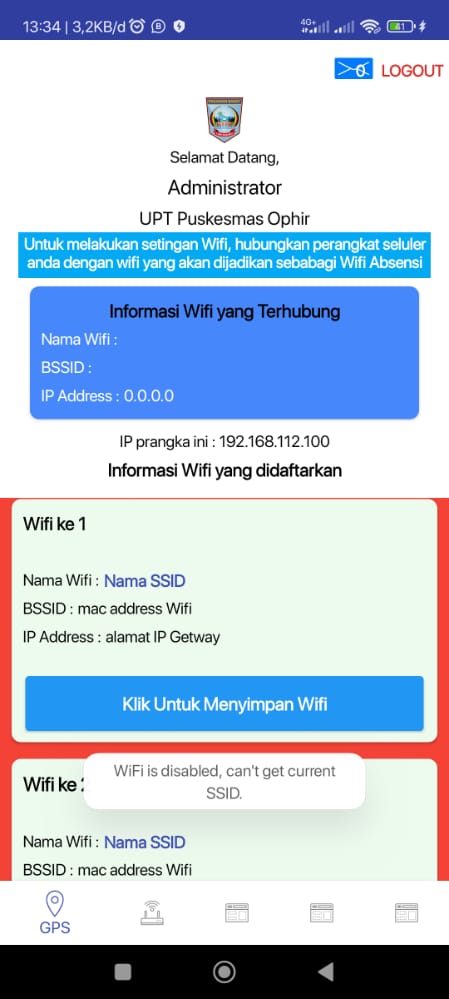 13:34 | 3,2KB/d
4G+
41
0
LOGOUT
Selamat Datang,
Administrator
UPT Puskesmas Ophir
Untuk melakukan setingan Wifi, hubungkan perangkat seluler
anda dengan wifi yang akan dijadikan sebabagi Wifi Absensi
Informasi Wifi yang Terhubung
Nama Wifi :
BSSID :
IP Address : 0.0.0.0
IP prangka ini : 192.168.112.100
Informasi Wifi yang didaftarkan
Wifi ke 1
Nama Wifi : Nama SSID
BSSID : mac address Wifi
IP Address : alamat IP Getway
Klik Untuk Menyimpan Wifi
WiFi is disabled, can't get current
SSID.
Wifi ke 2
Nama Wifi : Nama SSID
BSSID : mac address Wifi
GPS